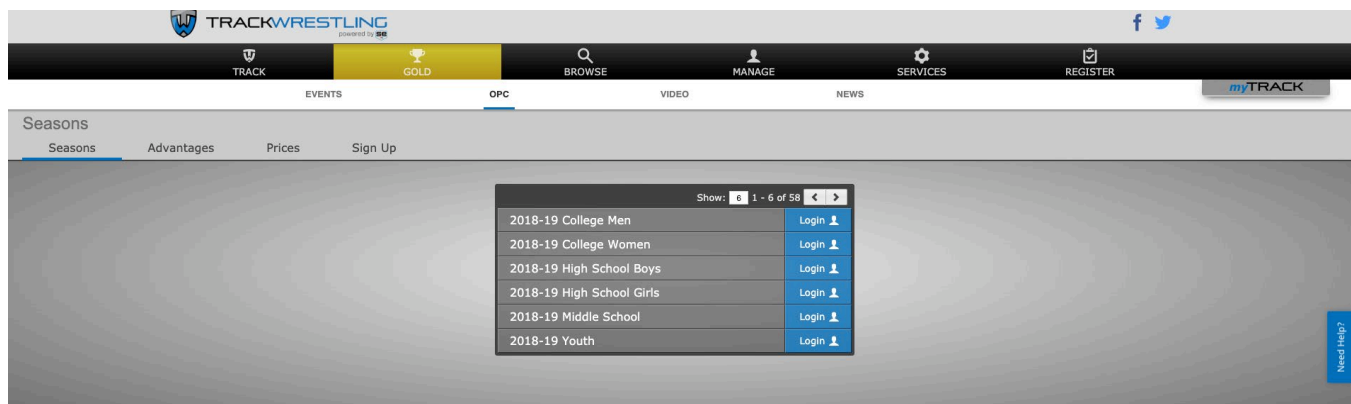 TRACKWRESTLING
powered by SE
TRACK GOLD BROWSE MANAGE SERVICES REGISTER
EVENTS OPC VIDEO NEWS myTRACK
Seasons
Seasons Advantages Prices Sign Up
Show: 6 1 - 6 of 58 < >
2018-19 College Men Login
2018-19 College Women Login
2018-19 High School Boys Login
2018-19 High School Girls Login
2018-19 Middle School Login
2018-19 Youth Login
Need Help?